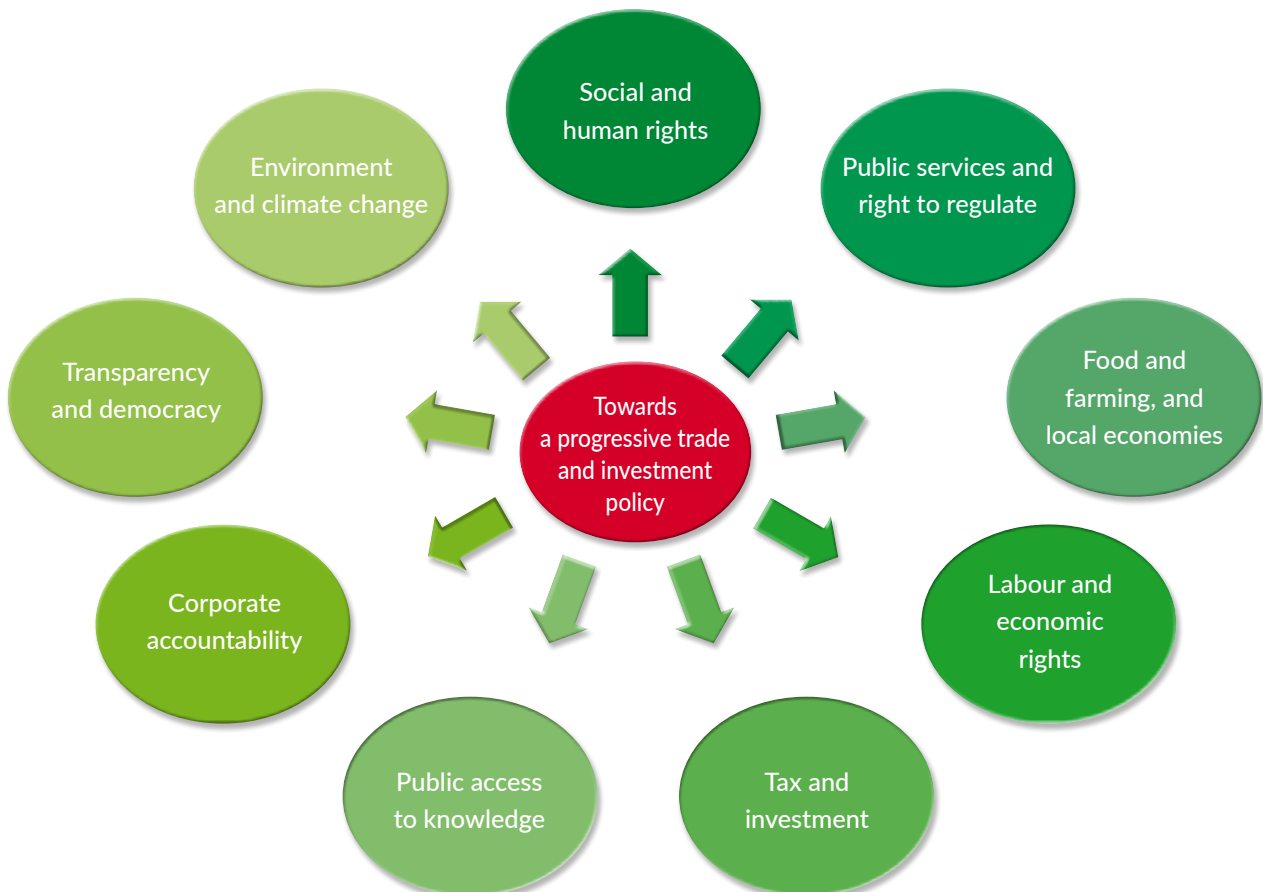 Social and
human rights
Public services and
right to regulate
Food and
farming, and
local economies
Labour and
economic
rights
Tax and
investment
Public access
to knowledge
Corporate
accountability
Transparency
and democracy
Environment
and climate change
Towards
a progressive trade
and investment
policy